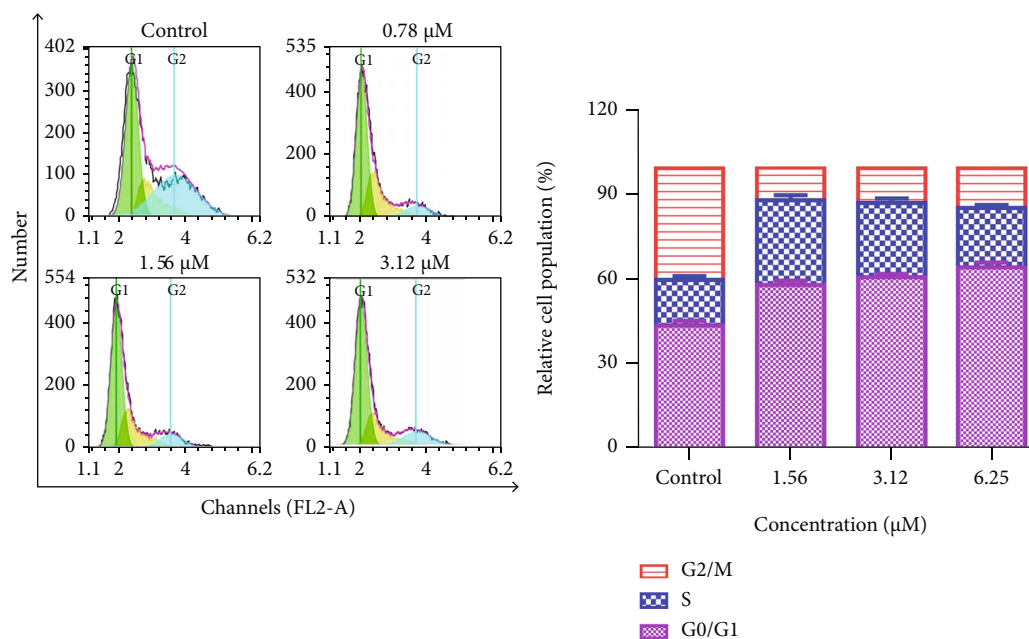 Control
402
300
200
100
0
G1 G2
1.1 2 4 6.2
0.78 μM
535
400
200
0
G1 G2
1.1 2 4 6.2
1.56 μM
554
400
200
0
G1 G2
1.1 2 4 6.2
3.12 μM
532
400
200
0
G1 G2
1.1 2 4 6.2
Number
Channels (FL2-A)
Relative cell population (%)
120
90
60
30
0
Control 1.56 3.12 6.25
Concentration (μM)
G2/M
S
G0/G1